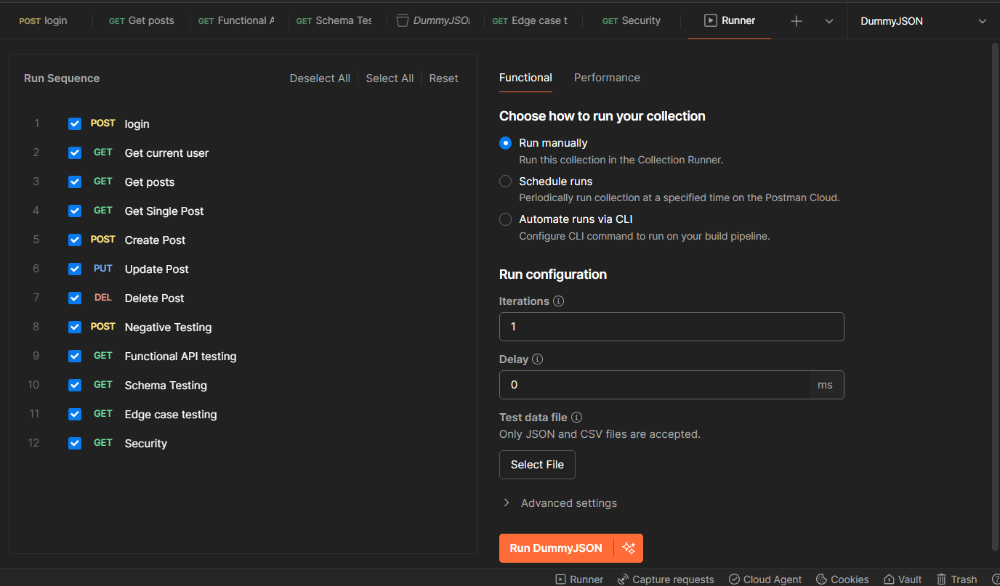 POST login GET Get posts GET Functional A GET Schema Tes DummyJSO GET Edge case t GET Security Runner DummyJSON
Run Sequence Deselect All Select All Reset
1 POST login
2 GET Get current user
3 GET Get posts
4 GET Get Single Post
5 POST Create Post
6 PUT Update Post
7 DEL Delete Post
8 POST Negative Testing
9 GET Functional API testing
10 GET Schema Testing
11 GET Edge case testing
12 GET Security
Functional Performance
Choose how to run your collection
Run manually
Run this collection in the Collection Runner.
Schedule runs
Periodically run collection at a specified time on the Postman Cloud.
Automate runs via CLI
Configure CLI command to run on your build pipeline.
Run configuration
Iterations
1
Delay
0 ms
Test data file
Only JSON and CSV files are accepted.
Select File
Advanced settings
Run DummyJSON
Runner Capture requests Cloud Agent Cookies Vault Trash